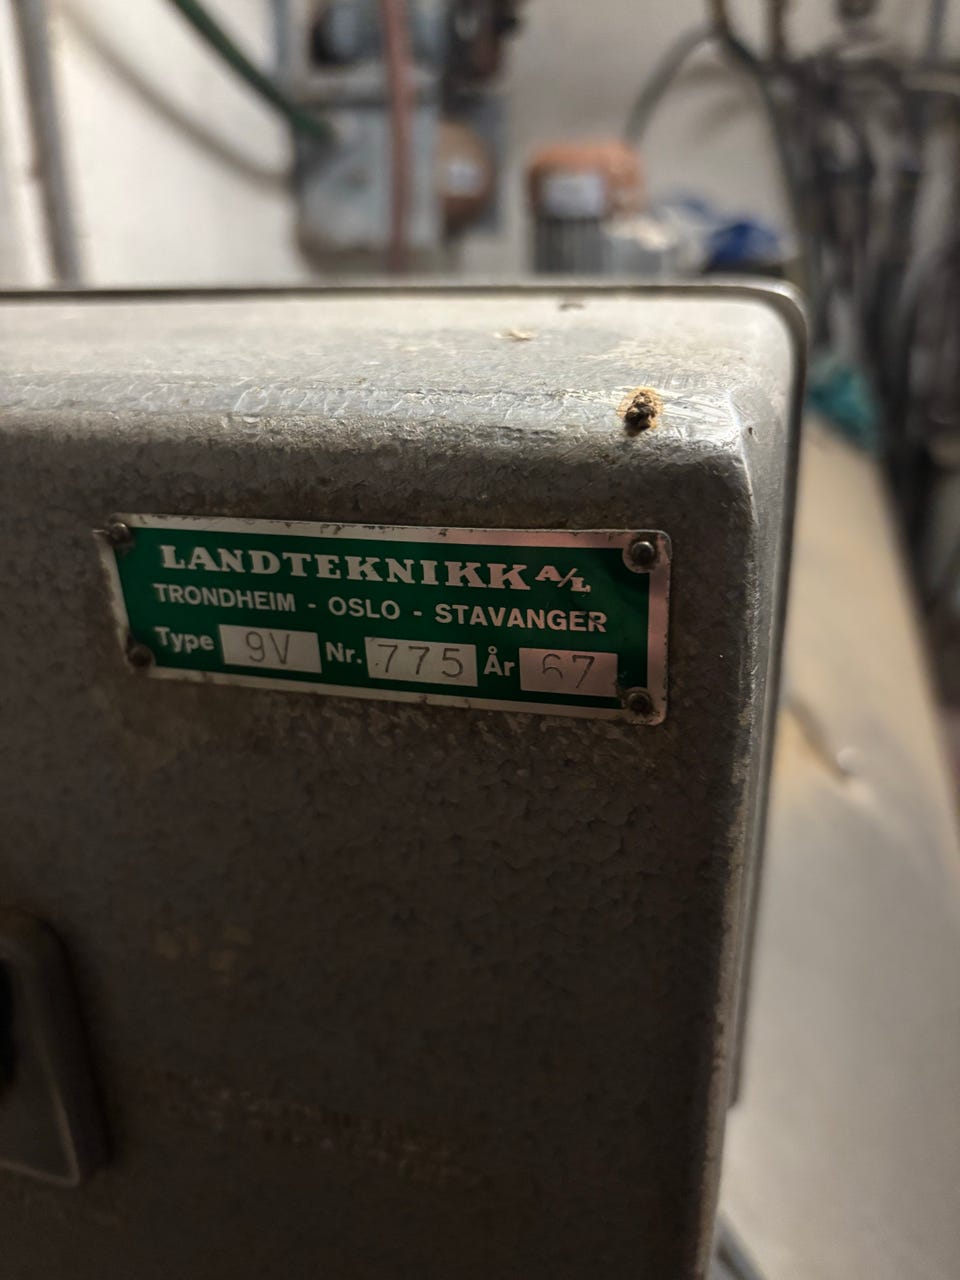 LANDTEKNIKK A/L
TRONDHEIM - OSLO - STAVANGER
Type 9V Nr. 775 År 67